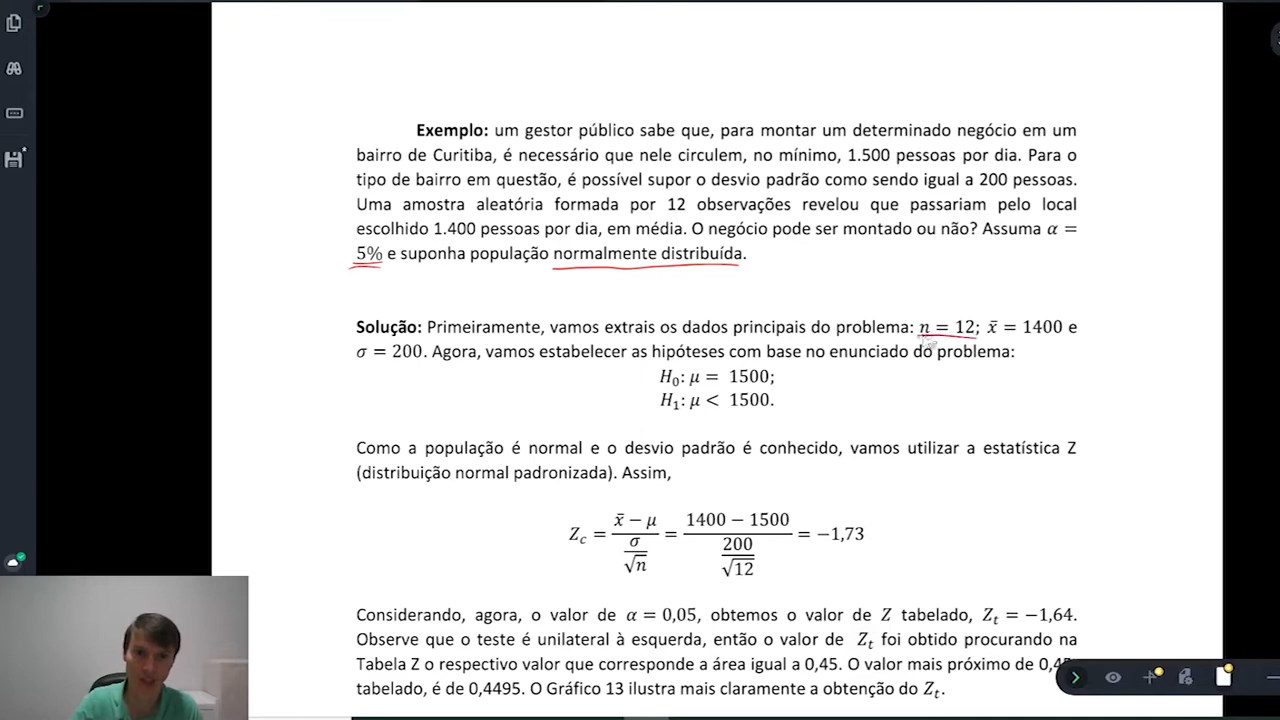 Exemplo: um gestor público sabe que, para montar um determinado negócio em um
bairro de Curitiba, é necessário que nele circulem, no mínimo, 1.500 pessoas por dia. Para o
tipo de bairro em questão, é possível supor o desvio padrão como sendo igual a 200 pessoas.
Uma amostra aleatória formada por 12 observações revelou que passariam pelo local
escolhido 1.400 pessoas por dia, em média. O negócio pode ser montado ou não? Assuma α =
5% e suponha população normalmente distribuída.
Solução: Primeiramente, vamos extrais os dados principais do problema: n = 12; x̄ = 1400 e
σ = 200. Agora, vamos estabelecer as hipóteses com base no enunciado do problema:
H₀: μ = 1500;
H₁: μ < 1500.
Como a população é normal e o desvio padrão é conhecido, vamos utilizar a estatística Z
(distribuição normal padronizada). Assim,
Z_c = (x̄ − μ)/(σ/√n) = (1400 − 1500)/(200/√12) = −1,73
Considerando, agora, o valor de α = 0,05, obtemos o valor de Z tabelado, Z_t = −1,64.
Observe que o teste é unilateral à esquerda, então o valor de Z_t foi obtido procurando na
Tabela Z o respectivo valor que corresponde a área igual a 0,45. O valor mais próximo de
tabelado, é de 0,4495. O Gráfico 13 ilustra mais claramente a obtenção do Z_t.